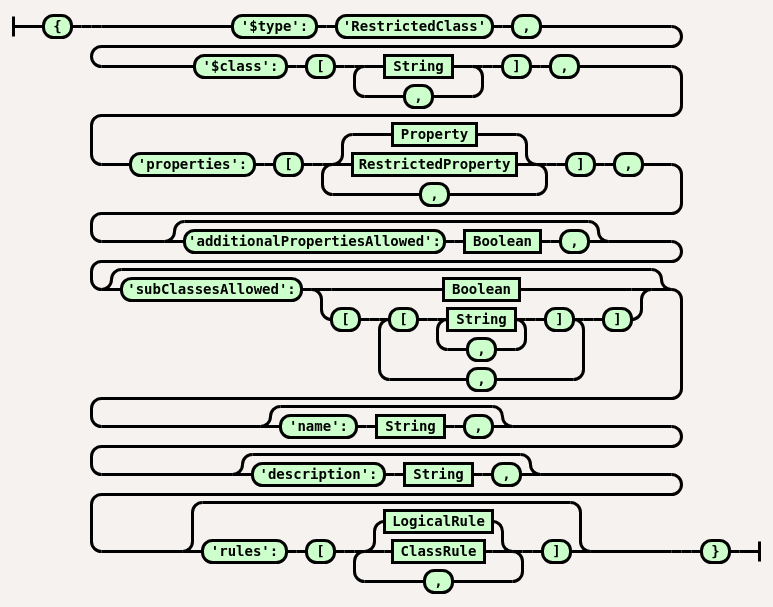 { '$type': 'RestrictedClass' ,
'$class': [ String ] ,
,
Property
'properties': [ RestrictedProperty ] ,
,
'additionalPropertiesAllowed': Boolean ,
'subClassesAllowed': Boolean
[ [ String ] ]
,
,
'name': String ,
'description': String ,
LogicalRule
'rules': [ ClassRule ] }
,